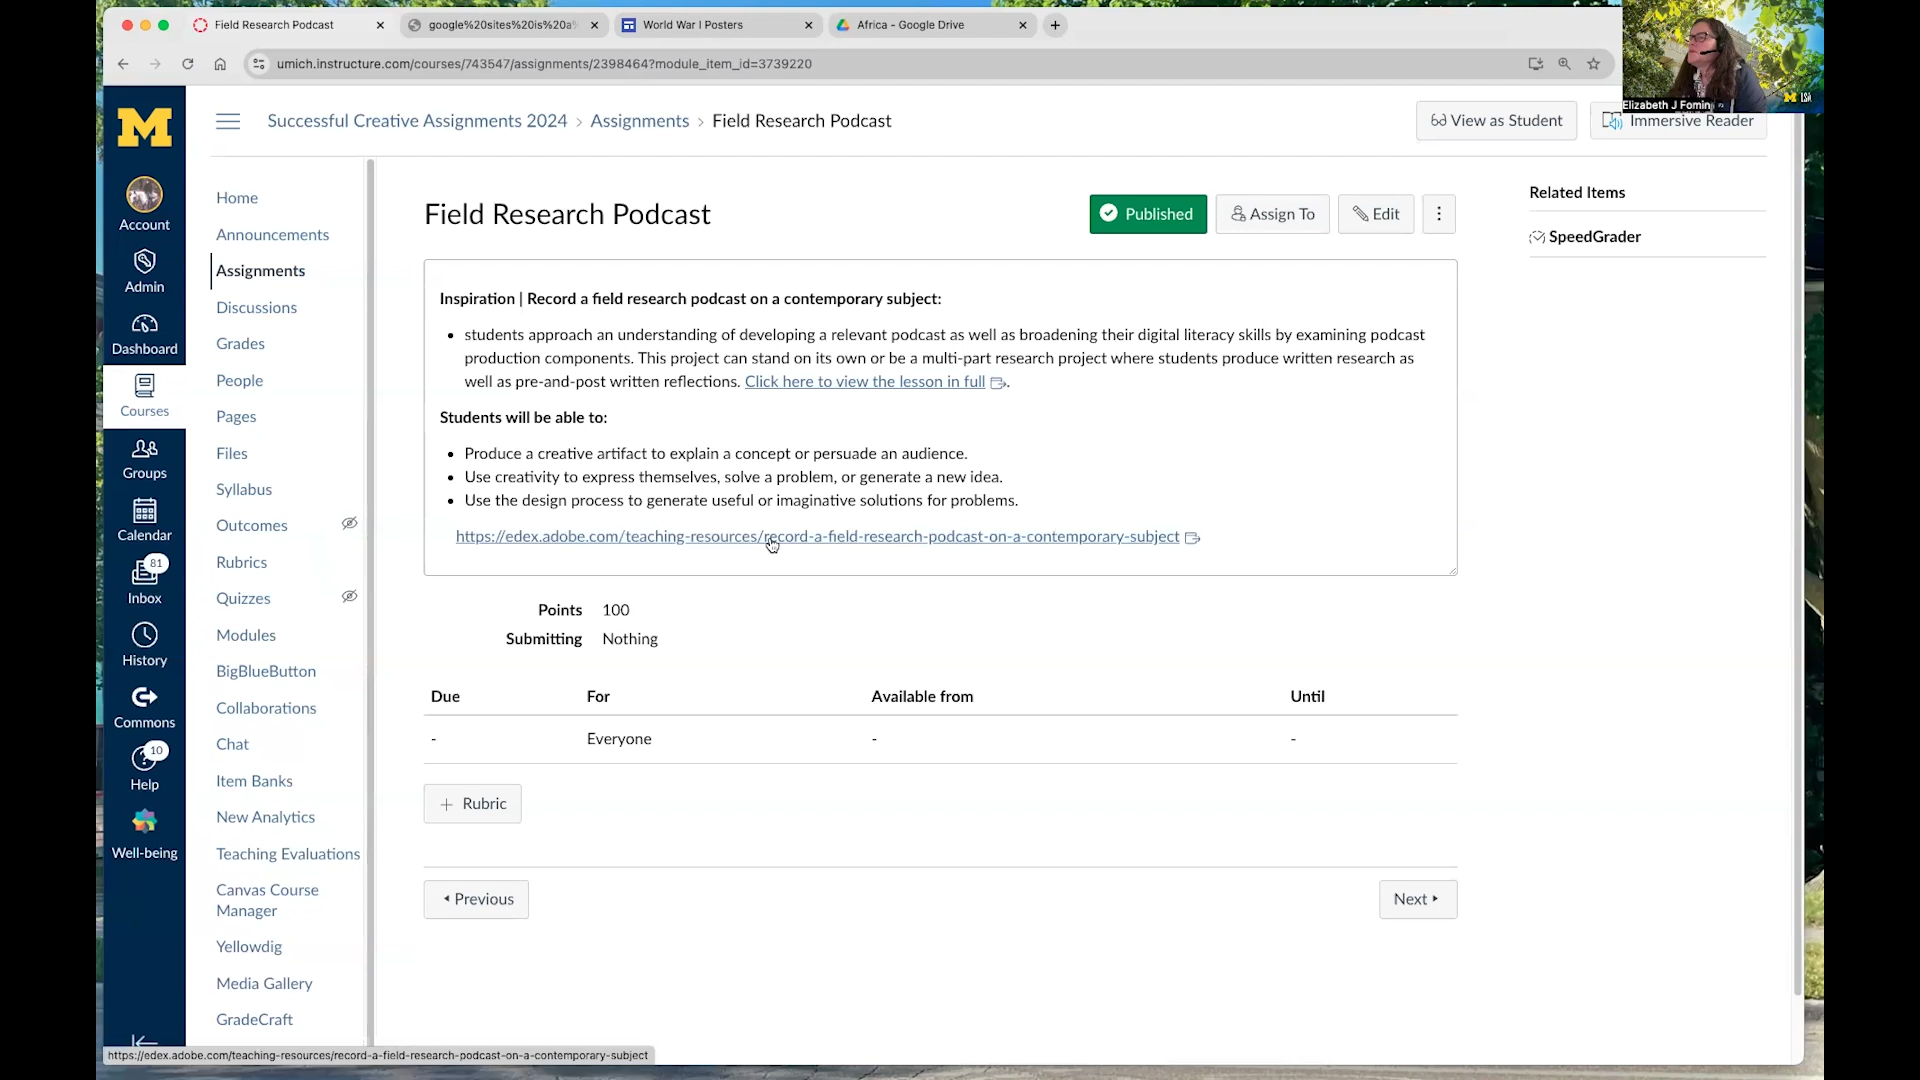 Field Research Podcast
google%20sites%20is%20a
World War I Posters
Africa - Google Drive
umich.instructure.com/courses/743547/assignments/2398464?module_item_id=3739220
Elizabeth J Fomin
LSA
M
Account
Admin
Dashboard
Courses
Groups
Calendar
81
Inbox
History
Commons
10
Help
Well-being
Successful Creative Assignments 2024 › Assignments › Field Research Podcast
View as Student
Immersive Reader
Home
Announcements
Assignments
Discussions
Grades
People
Pages
Files
Syllabus
Outcomes
Rubrics
Quizzes
Modules
BigBlueButton
Collaborations
Chat
Item Banks
New Analytics
Teaching Evaluations
Canvas Course
Manager
Yellowdig
Media Gallery
GradeCraft
Field Research Podcast
Published
Assign To
Edit
Related Items
SpeedGrader
Inspiration | Record a field research podcast on a contemporary subject:
students approach an understanding of developing a relevant podcast as well as broadening their digital literacy skills by examining podcast
production components. This project can stand on its own or be a multi-part research project where students produce written research as
well as pre-and-post written reflections. Click here to view the lesson in full.
Students will be able to:
Produce a creative artifact to explain a concept or persuade an audience.
Use creativity to express themselves, solve a problem, or generate a new idea.
Use the design process to generate useful or imaginative solutions for problems.
https://edex.adobe.com/teaching-resources/record-a-field-research-podcast-on-a-contemporary-subject
Points 100
Submitting Nothing
Due For Available from Until
- Everyone - -
+ Rubric
Previous
Next
https://edex.adobe.com/teaching-resources/record-a-field-research-podcast-on-a-contemporary-subject